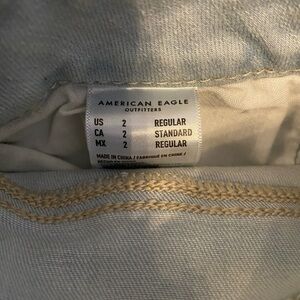 AMERICAN EAGLE
OUTFITTERS
US 2 REGULAR
CA 2 STANDARD
MX 2 REGULAR
MADE IN CHINA / FABRIQUÉ EN CHINE /